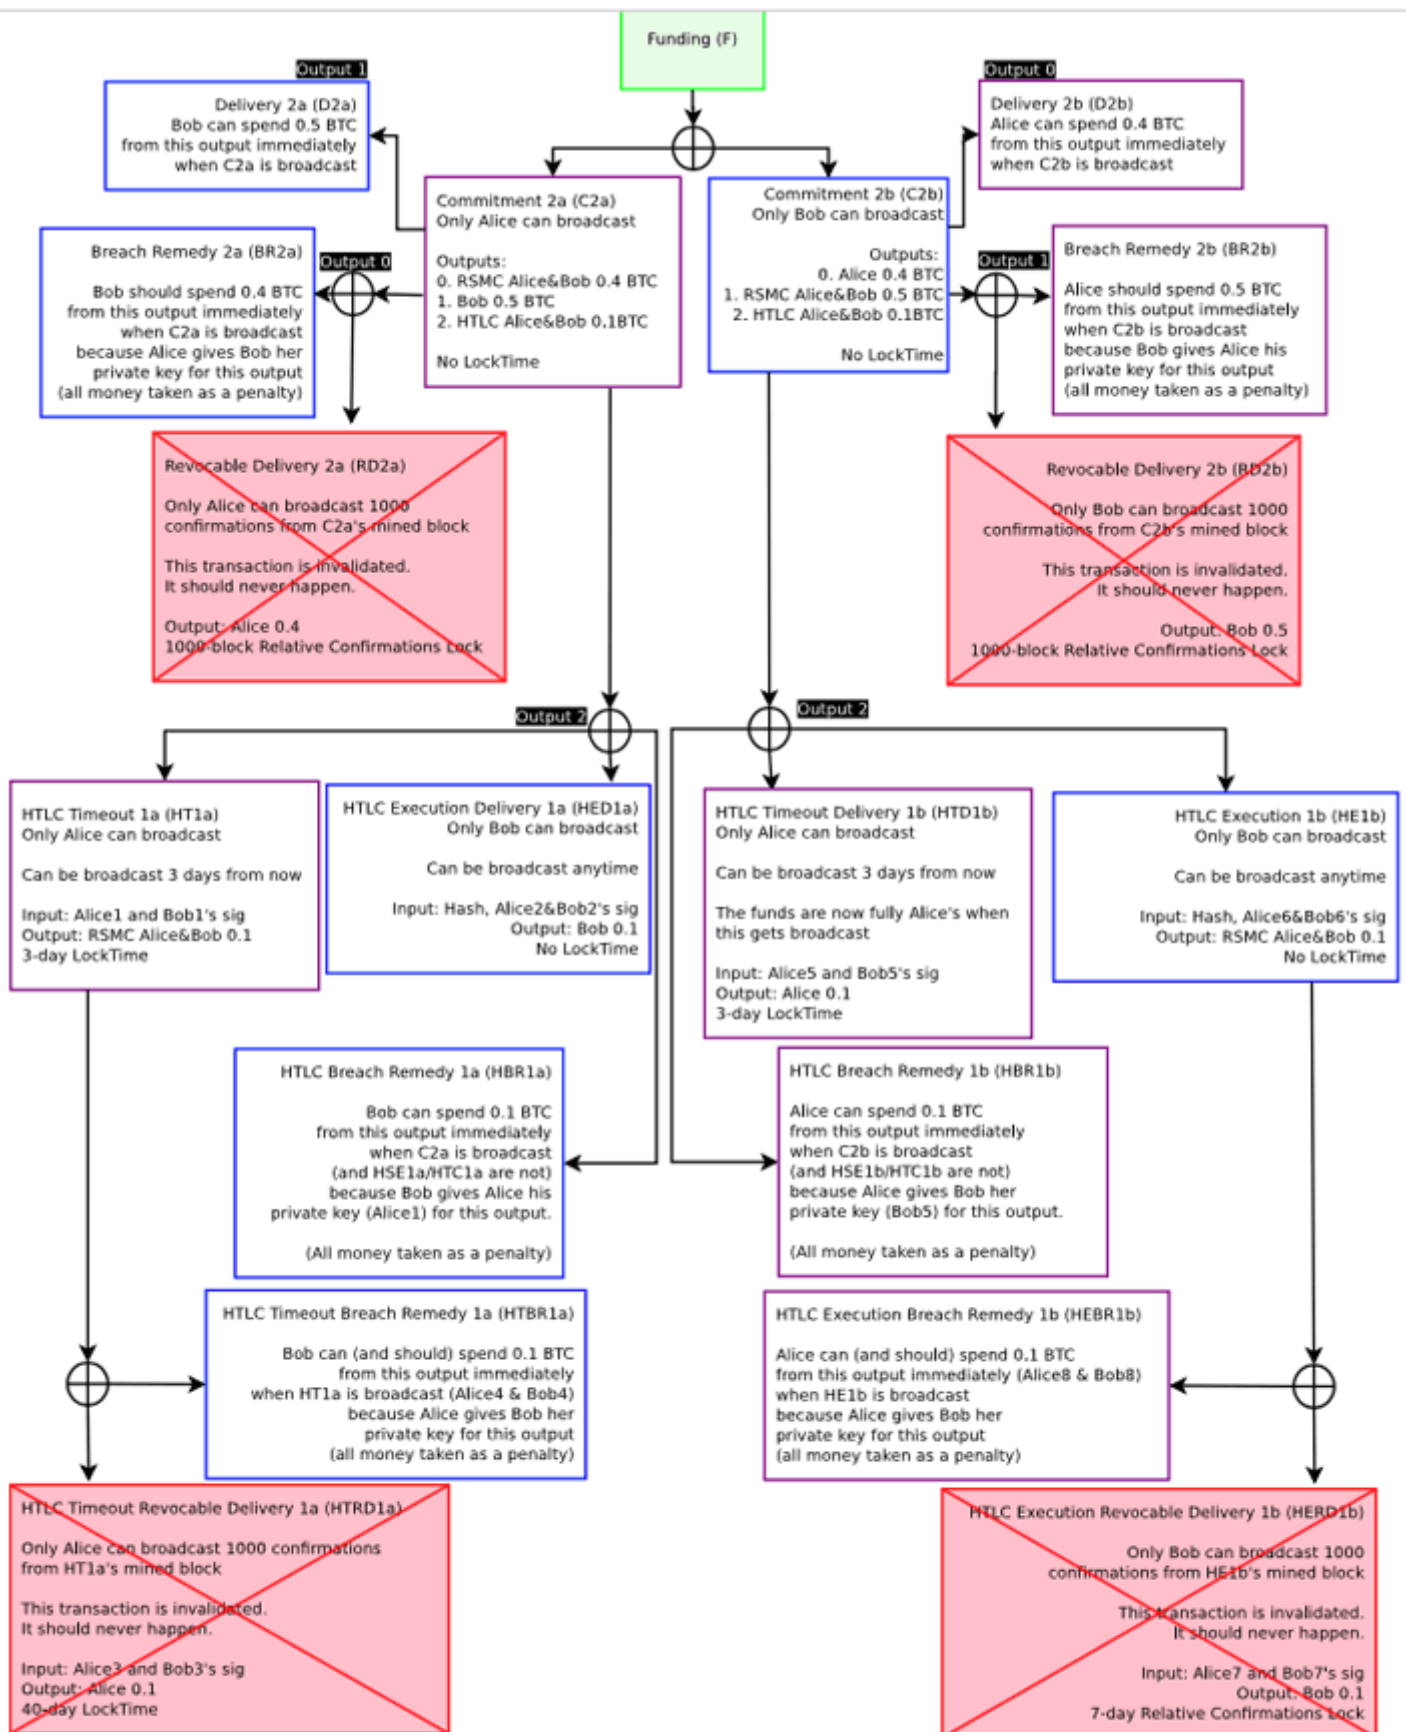 Funding (F)
Output 1
Delivery 2a (D2a)
Bob can spend 0.5 BTC
from this output immediately
when C2a is broadcast
Output 0
Delivery 2b (D2b)
Alice can spend 0.4 BTC
from this output immediately
when C2b is broadcast
Commitment 2a (C2a)
Only Alice can broadcast
Outputs:
0. RSMC Alice&Bob 0.4 BTC
1. Bob 0.5 BTC
2. HTLC Alice&Bob 0.1BTC
No LockTime
Commitment 2b (C2b)
Only Bob can broadcast
Outputs:
0. Alice 0.4 BTC
1. RSMC Alice&Bob 0.5 BTC
2. HTLC Alice&Bob 0.1BTC
No LockTime
Breach Remedy 2a (BR2a)
Bob should spend 0.4 BTC
from this output immediately
when C2a is broadcast
because Alice gives Bob her
private key for this output
(all money taken as a penalty)
Output 0
Output 1
Breach Remedy 2b (BR2b)
Alice should spend 0.5 BTC
from this output immediately
when C2b is broadcast
because Bob gives Alice his
private key for this output
(all money taken as a penalty)
Revocable Delivery 2a (RD2a)
Only Alice can broadcast 1000
confirmations from C2a's mined block
This transaction is invalidated.
It should never happen.
Output: Alice 0.4
1000-block Relative Confirmations Lock
Revocable Delivery 2b (RD2b)
Only Bob can broadcast 1000
confirmations from C2b's mined block
This transaction is invalidated.
It should never happen.
Output: Bob 0.5
1000-block Relative Confirmations Lock
Output 2
Output 2
HTLC Timeout 1a (HT1a)
Only Alice can broadcast
Can be broadcast 3 days from now
Input: Alice1 and Bob1's sig
Output: RSMC Alice&Bob 0.1
3-day LockTime
HTLC Execution Delivery 1a (HED1a)
Only Bob can broadcast
Can be broadcast anytime
Input: Hash, Alice2&Bob2's sig
Output: Bob 0.1
No LockTime
HTLC Timeout Delivery 1b (HTD1b)
Only Alice can broadcast
Can be broadcast 3 days from now
The funds are now fully Alice's when
this gets broadcast
Input: Alice5 and Bob5's sig
Output: Alice 0.1
3-day LockTime
HTLC Execution 1b (HE1b)
Only Bob can broadcast
Can be broadcast anytime
Input: Hash, Alice6&Bob6's sig
Output: RSMC Alice&Bob 0.1
No LockTime
HTLC Breach Remedy 1a (HBR1a)
Bob can spend 0.1 BTC
from this output immediately
when C2a is broadcast
(and HSE1a/HTC1a are not)
because Bob gives Alice his
private key (Alice1) for this output.
(All money taken as a penalty)
HTLC Breach Remedy 1b (HBR1b)
Alice can spend 0.1 BTC
from this output immediately
when C2b is broadcast
(and HSE1b/HTC1b are not)
because Alice gives Bob her
private key (Bob5) for this output.
(All money taken as a penalty)
HTLC Timeout Breach Remedy 1a (HTBR1a)
Bob can (and should) spend 0.1 BTC
from this output immediately
when HT1a is broadcast (Alice4 & Bob4)
because Alice gives Bob her
private key for this output
(all money taken as a penalty)
HTLC Execution Breach Remedy 1b (HEBR1b)
Alice can (and should) spend 0.1 BTC
from this output immediately (Alice8 & Bob8)
when HE1b is broadcast
because Alice gives Bob her
private key for this output
(all money taken as a penalty)
HTLC Timeout Revocable Delivery 1a (HTRD1a)
Only Alice can broadcast 1000 confirmations
from HT1a's mined block
This transaction is invalidated.
It should never happen.
Input: Alice3 and Bob3's sig
Output: Alice 0.1
40-day LockTime
HTLC Execution Revocable Delivery 1b (HERD1b)
Only Bob can broadcast 1000
confirmations from HE1b's mined block
This transaction is invalidated.
It should never happen.
Input: Alice7 and Bob7's sig
Output: Bob 0.1
7-day Relative Confirmations Lock